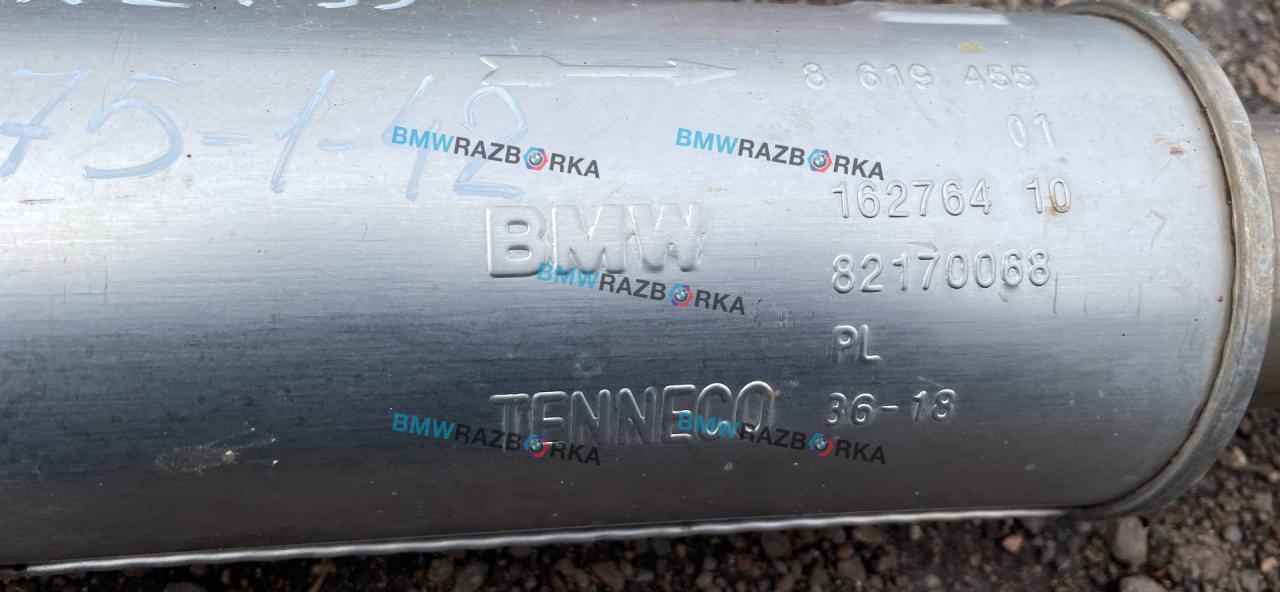 8 619 455
01
75-1-42
BMWRAZBORKA
BMWRAZBORKA
162764 10
BMW
82170068
BMWRAZBORKA
PL
TENNECO
36-18
BMWRAZBORKA
BMWRAZBORKA